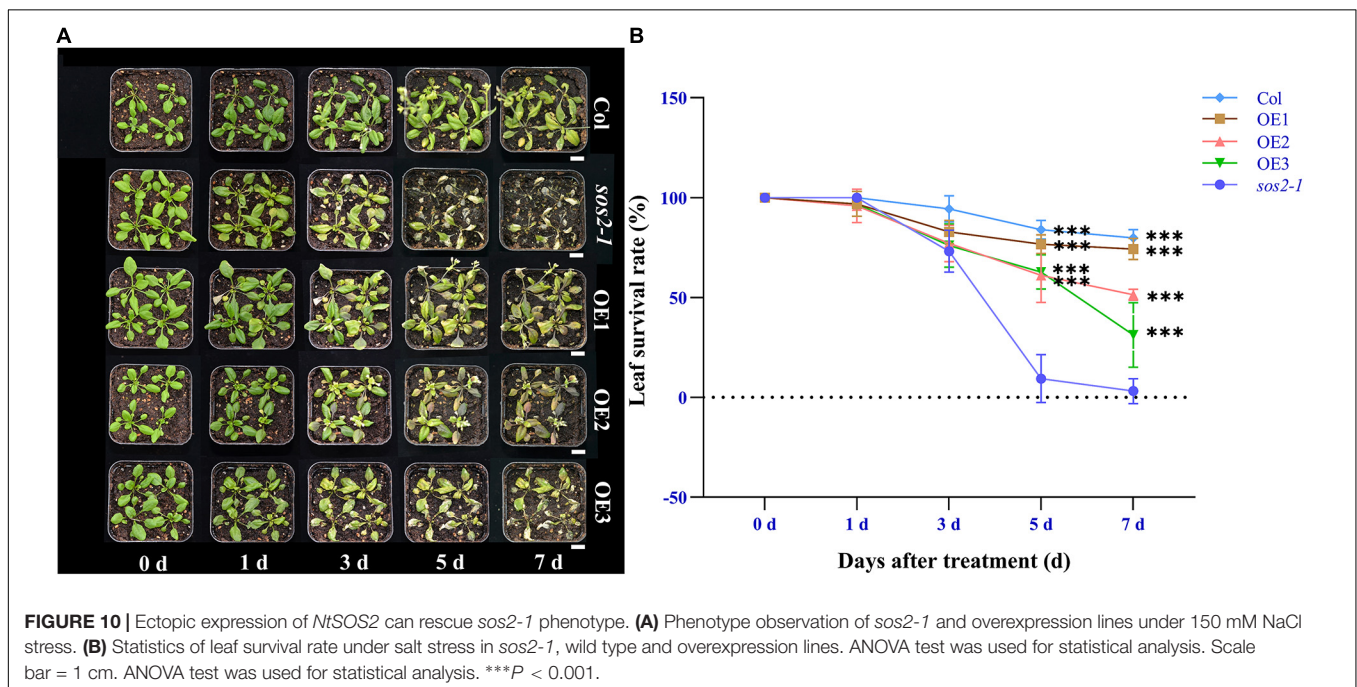 A
Col
sos2-1
OE1
OE2
OE3
0 d 1 d 3 d 5 d 7 d
B
Leaf survival rate (%)
150
100
50
0
-50
***
***
***
***
***
***
***
***
0 d 1 d 3 d 5 d 7 d
Days after treatment (d)
Col
OE1
OE2
OE3
sos2-1
FIGURE 10 | Ectopic expression of NtSOS2 can rescue sos2-1 phenotype. (A) Phenotype observation of sos2-1 and overexpression lines under 150 mM NaCl
stress. (B) Statistics of leaf survival rate under salt stress in sos2-1, wild type and overexpression lines. ANOVA test was used for statistical analysis. Scale
bar = 1 cm. ANOVA test was used for statistical analysis. ***P < 0.001.